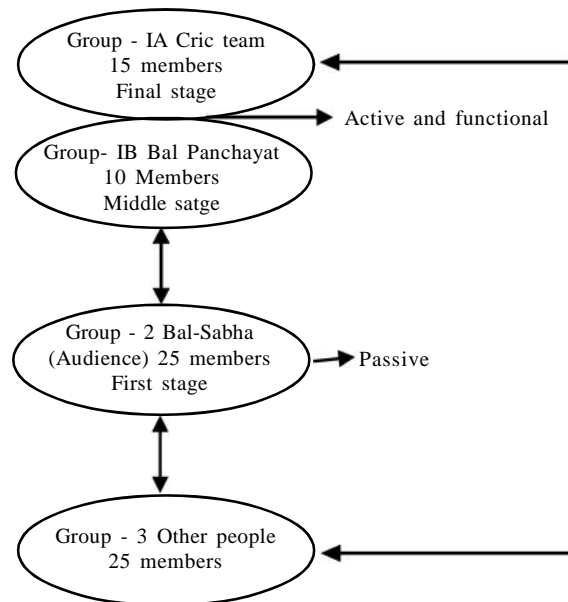 Group - IA Cric team
15 members
Final stage
Active and functional
Group- IB Bal Panchayat
10 Members
Middle satge
Group - 2 Bal-Sabha
(Audience) 25 members
First stage
Passive
Group - 3 Other people
25 members